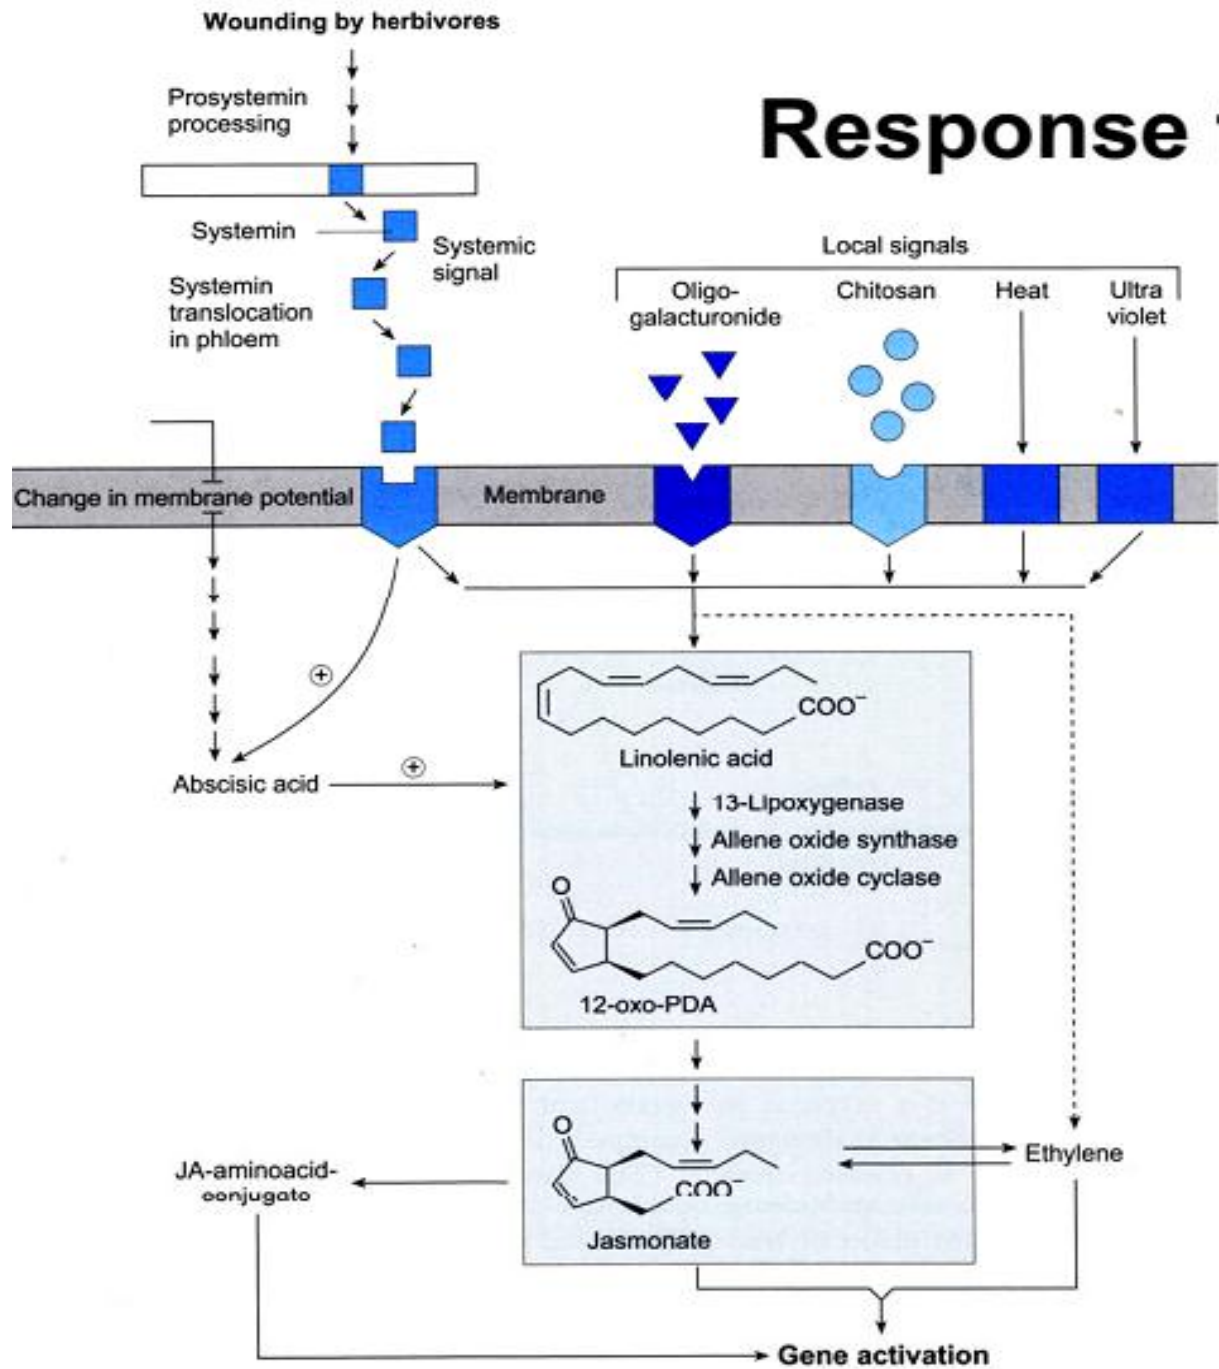 Wounding by herbivores
Response
Prosystemin
processing
Systemin
Systemic
signal
Systemin
translocation
in phloem
Local signals
Oligo-
galacturonide
Chitosan
Heat
Ultra
violet
Change in membrane potential
Membrane
+
COO−
Linolenic acid
Abscisic acid
+
13-Lipoxygenase
Allene oxide synthase
Allene oxide cyclase
O
COO−
12-oxo-PDA
O
COO−
Jasmonate
Ethylene
JA-aminoacid-
conjugato
Gene activation